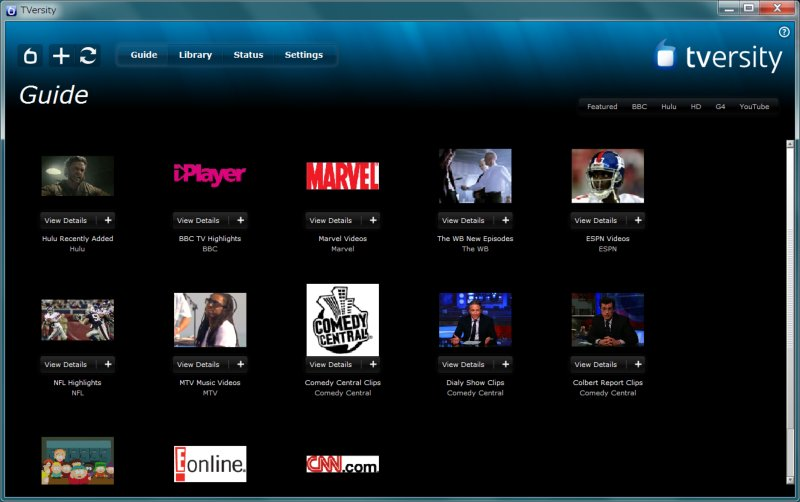 TVersity
Guide Library Status Settings
tversity
Guide
Featured BBC Hulu HD G4 YouTube
iPlayer
MARVEL
View Details + View Details + View Details + View Details + View Details +
Hulu Recently Added BBC TV Highlights Marvel Videos The WB New Episodes ESPN Videos
Hulu BBC Marvel The WB ESPN
COMEDY
CENTRAL
View Details + View Details + View Details + View Details + View Details +
NFL Highlights MTV Music Videos Comedy Central Clips Dialy Show Clips Colbert Report Clips
NFL MTV Comedy Central Comedy Central Comedy Central
E! online.
CNN.com